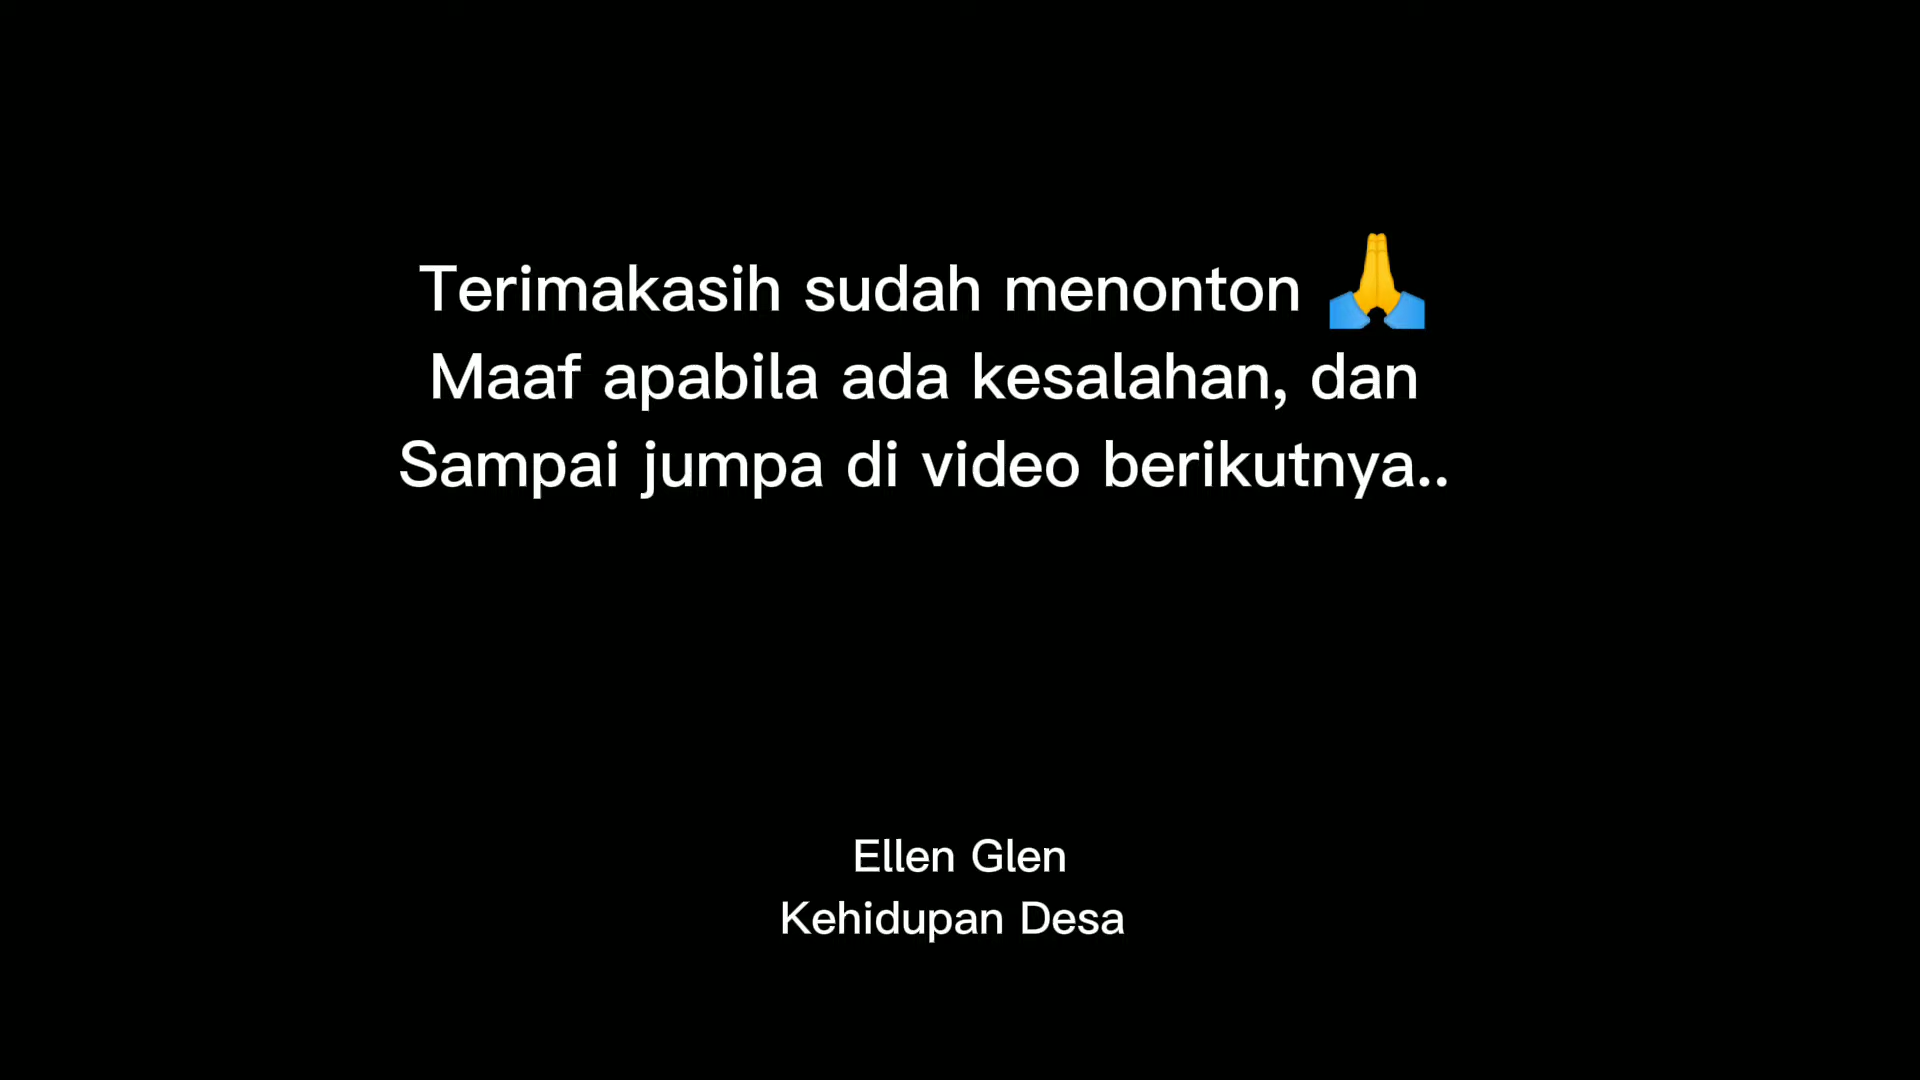 Terimakasih sudah menonton 🙏
Maaf apabila ada kesalahan, dan
Sampai jumpa di video berikutnya..
Ellen Glen
Kehidupan Desa